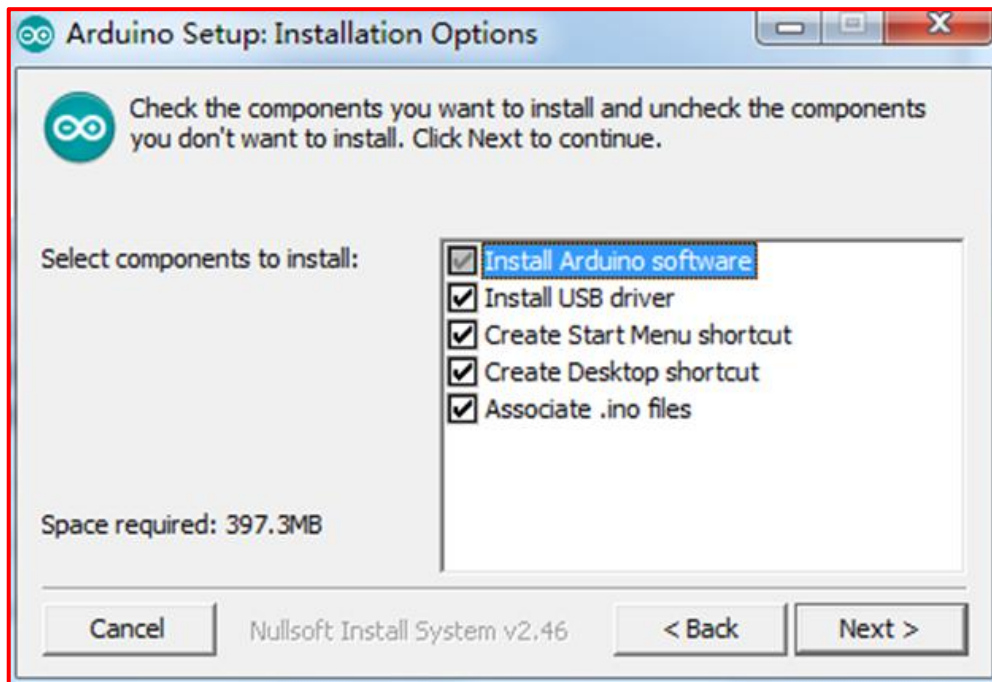 Arduino Setup: Installation Options
Check the components you want to install and uncheck the components
you don't want to install. Click Next to continue.
Select components to install:
Install Arduino software
Install USB driver
Create Start Menu shortcut
Create Desktop shortcut
Associate .ino files
Space required: 397.3MB
Cancel
Nullsoft Install System v2.46
< Back
Next >